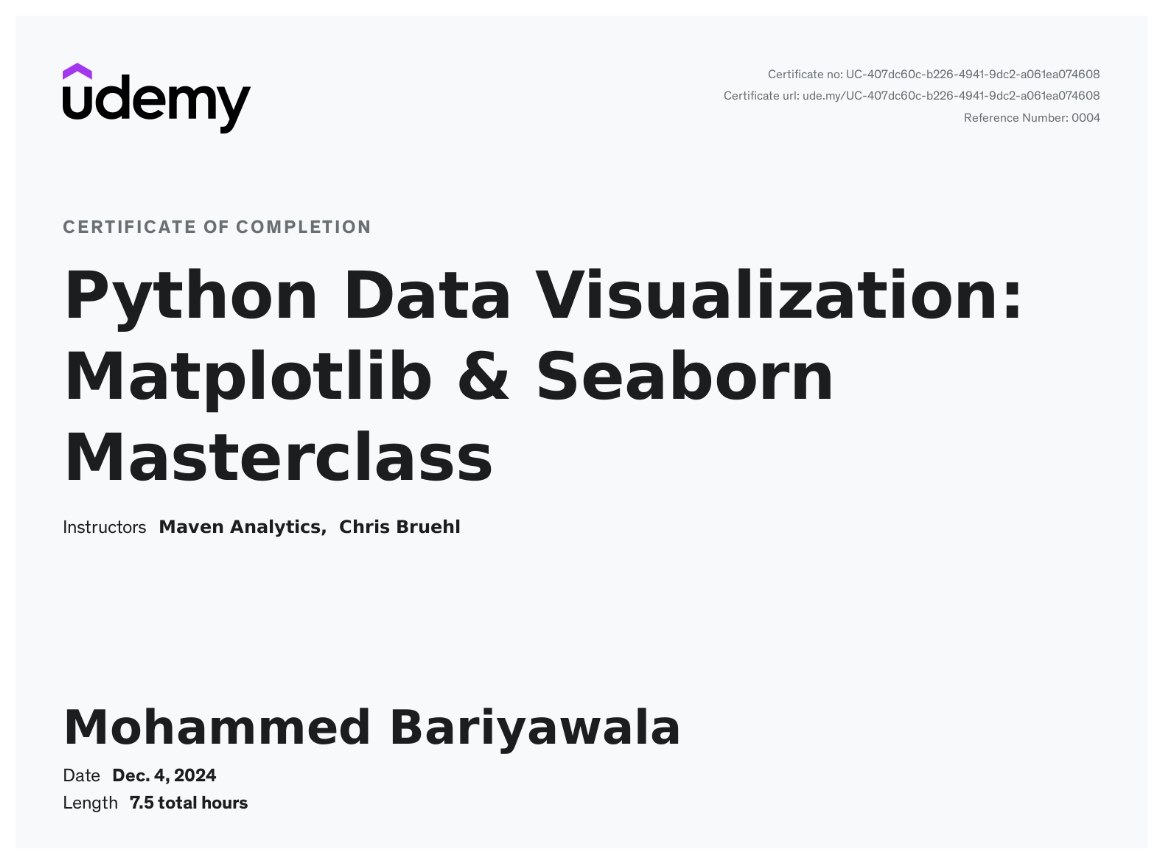 udemy
Certificate no: UC-407dc60c-b226-4941-9dc2-a061ea074608
Certificate url: ude.my/UC-407dc60c-b226-4941-9dc2-a061ea074608
Reference Number: 0004
CERTIFICATE OF COMPLETION
Python Data Visualization:
Matplotlib & Seaborn
Masterclass
Instructors Maven Analytics, Chris Bruehl
Mohammed Bariyawala
Date Dec. 4, 2024
Length 7.5 total hours